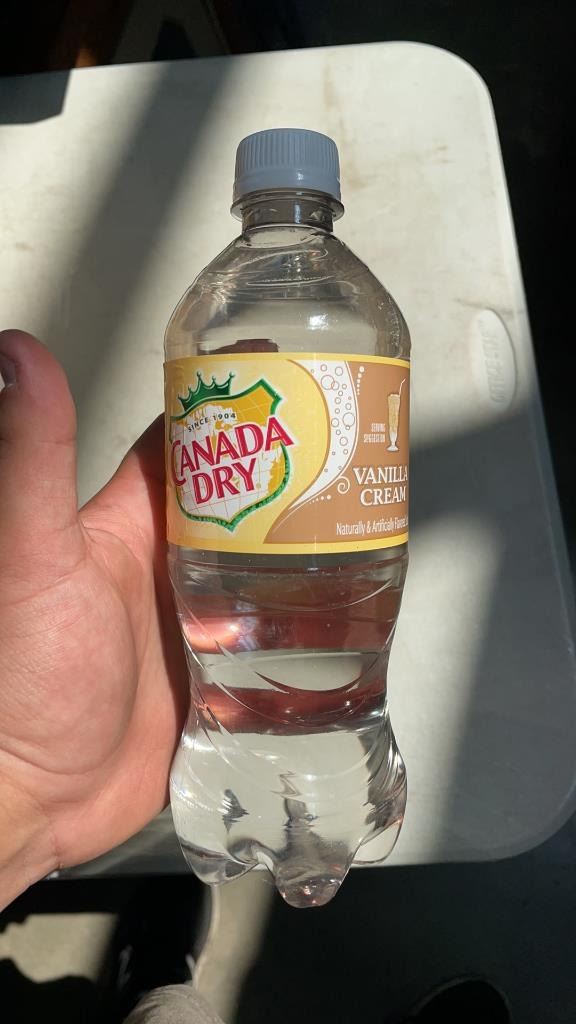 SINCE 1904
CANADA
DRY
SERVING
SUGGESTION
VANILLA
CREAM
Naturally & Artificially Flavored